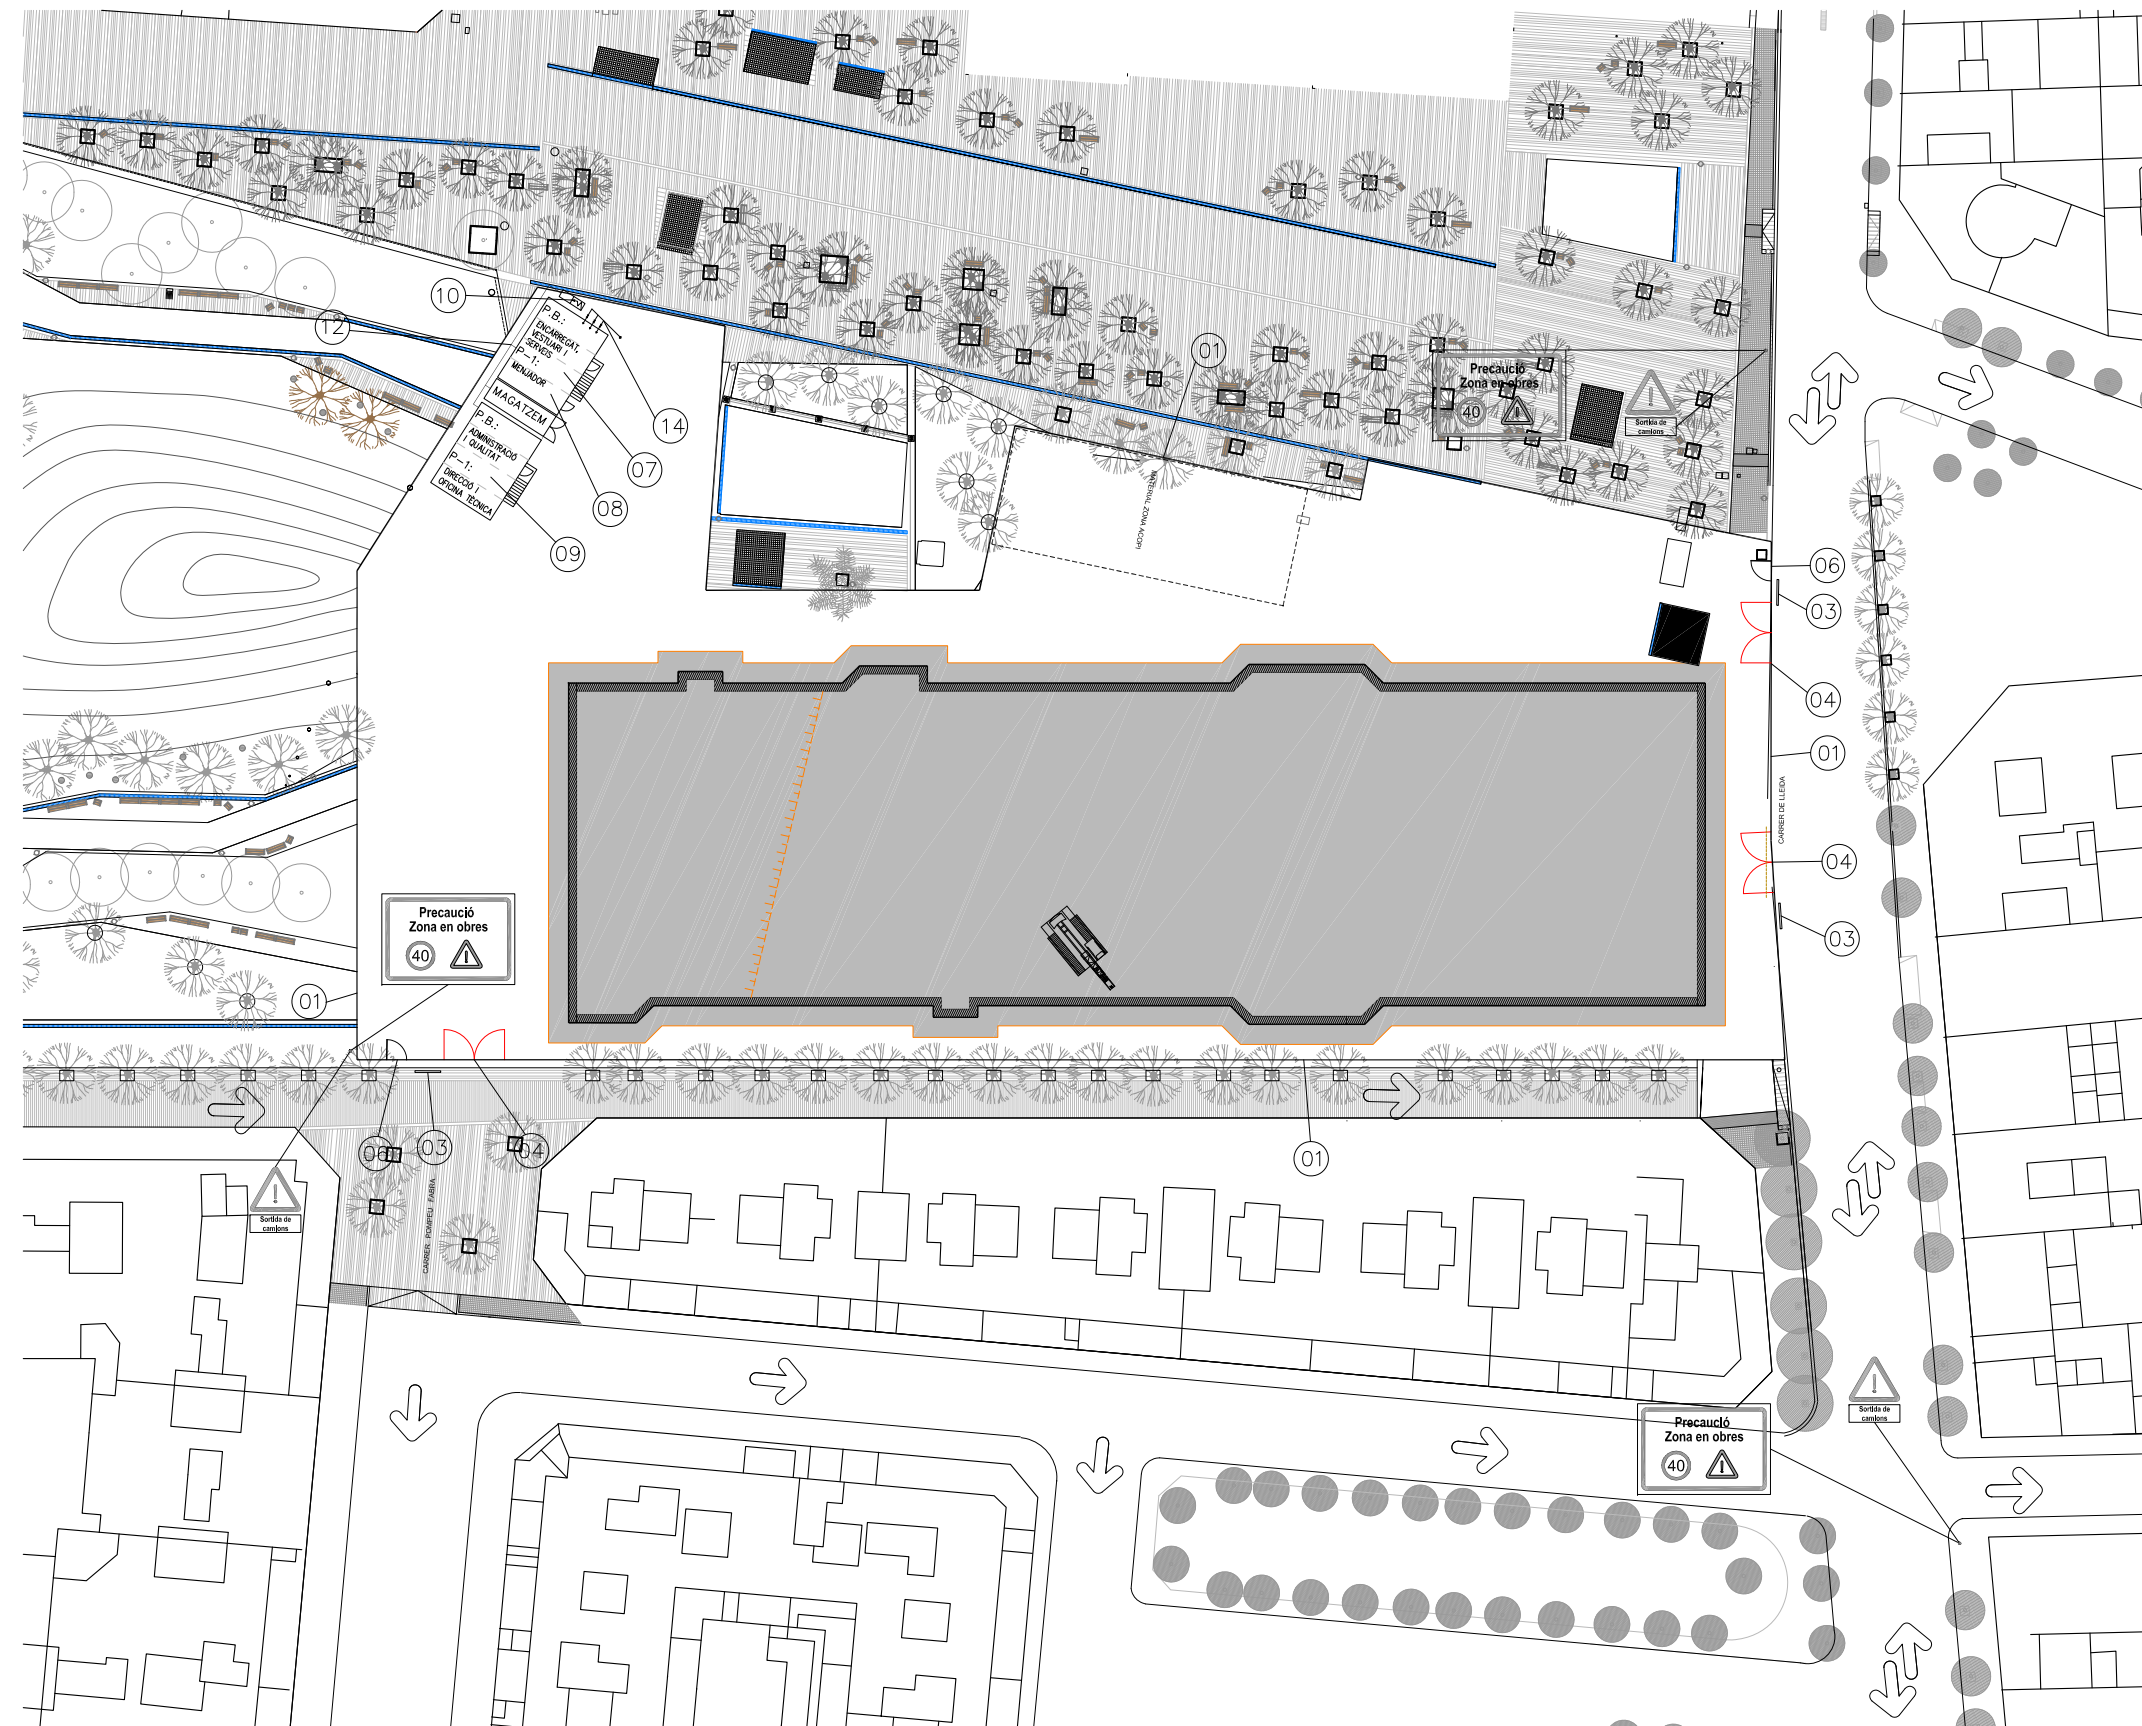 10
12
P.B.:
ENCARREGAT,
VESTUARI I
SERVEIS
P-1:
MENJADOR
MAGATZEM
P.B.:
ADMINISTRACIÓ
I QUALITAT
P-1:
DIRECCIÓ I
OFICINA TÈCNICA
14
07
08
09
01
MATERIAL ZONA ACOPI
Precaució
Zona en obres
40
!
!
Sortida de
camions
06
03
04
01
CARRER DE LLEIDA
04
03
Precaució
Zona en obres
40
!
01
06
03
04
01
!
Sortida de
camions
CARRER POMPEU FABRA
!
Sortida de
camions
Precaució
Zona en obres
40
!